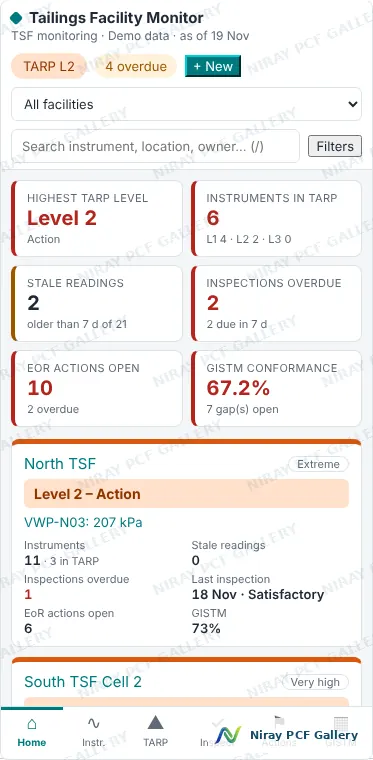 Tailings Facility Monitor
TSF monitoring · Demo data · as of 19 Nov
TARP L2
4 overdue
+ New
All facilities
Search instrument, location, owner... (/)
Filters
HIGHEST TARP LEVEL
Level 2
Action
INSTRUMENTS IN TARP
6
L1 4 · L2 2 · L3 0
STALE READINGS
2
older than 7 d of 21
INSPECTIONS OVERDUE
2
2 due in 7 d
EOR ACTIONS OPEN
10
2 overdue
GISTM CONFORMANCE
67.2%
7 gap(s) open
North TSF
Extreme
Level 2 – Action
VWP-N03: 207 kPa
Instruments
11 · 3 in TARP
Stale readings
0
Inspections overdue
1
Last inspection
18 Nov · Satisfactory
EoR actions open
6
GISTM
73%
South TSF Cell 2
Very high
Home
Instr.
TARP
Actions
GISTM
Niray PCF Gallery
NIRAY PCF GALLERY